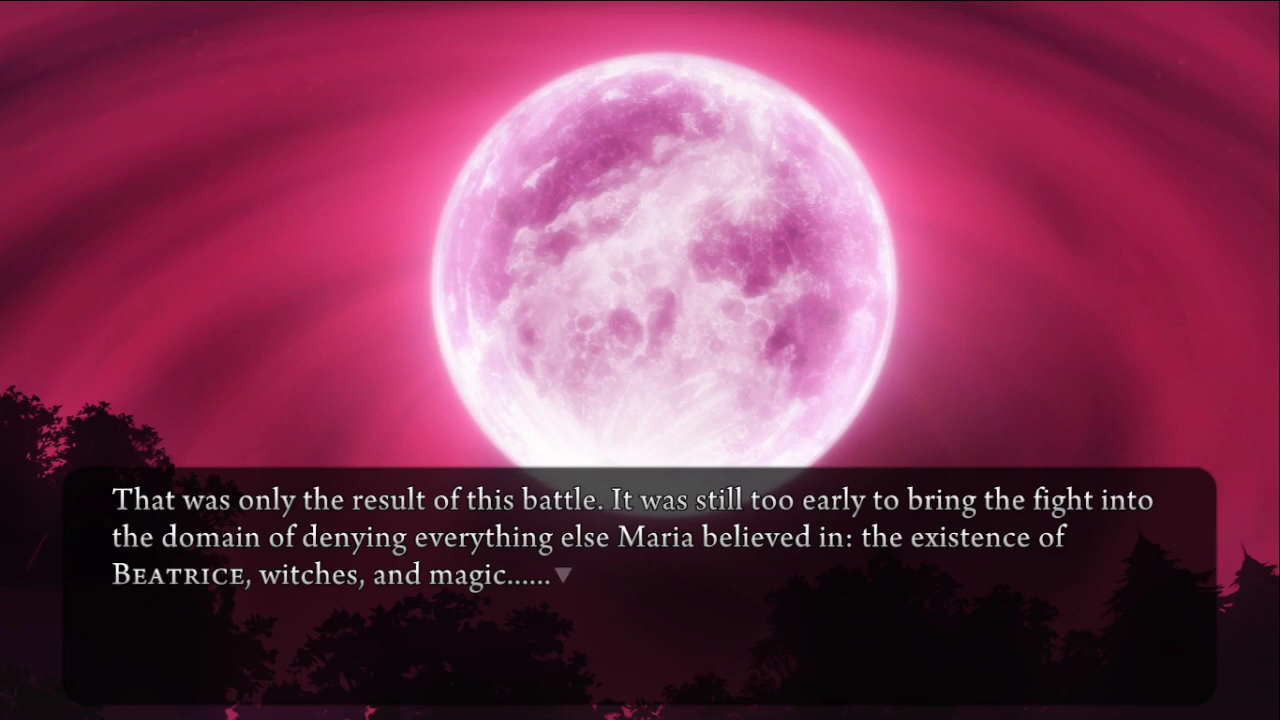 That was only the result of this battle. It was still too early to bring the fight into
the domain of denying everything else Maria believed in: the existence of
BEATRICE, witches, and magic......